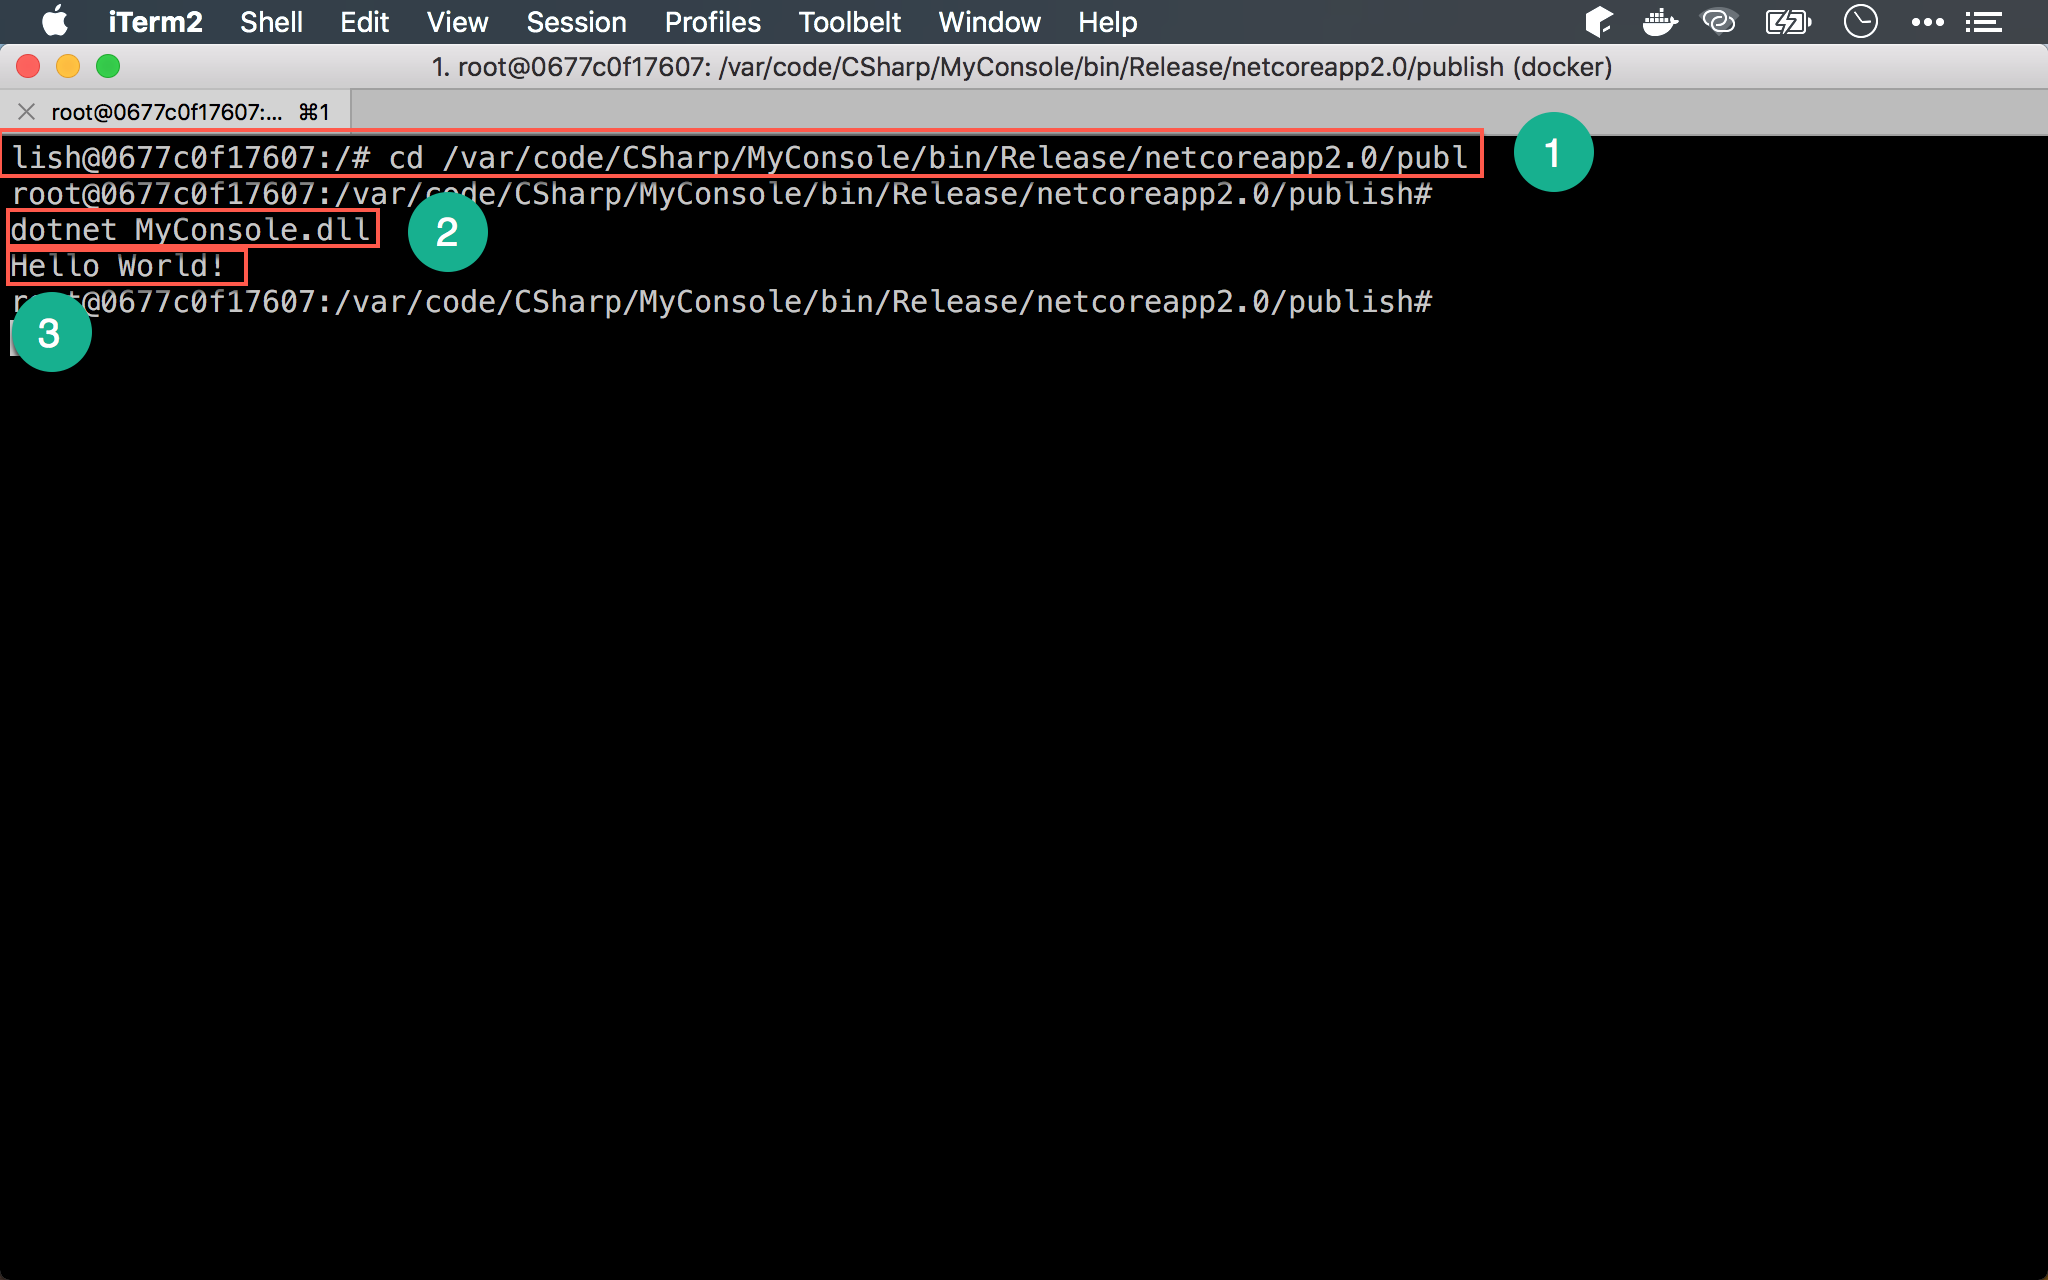 iTerm2 Shell Edit View Session Profiles Toolbelt Window Help
1. root@0677c0f17607: /var/code/CSharp/MyConsole/bin/Release/netcoreapp2.0/publish (docker)
root@0677c0f17607:... ⌘1
lish@0677c0f17607:/# cd /var/code/CSharp/MyConsole/bin/Release/netcoreapp2.0/publ
1
root@0677c0f17607:/var/code/CSharp/MyConsole/bin/Release/netcoreapp2.0/publish#
dotnet MyConsole.dll
2
Hello World!
root@0677c0f17607:/var/code/CSharp/MyConsole/bin/Release/netcoreapp2.0/publish#
3